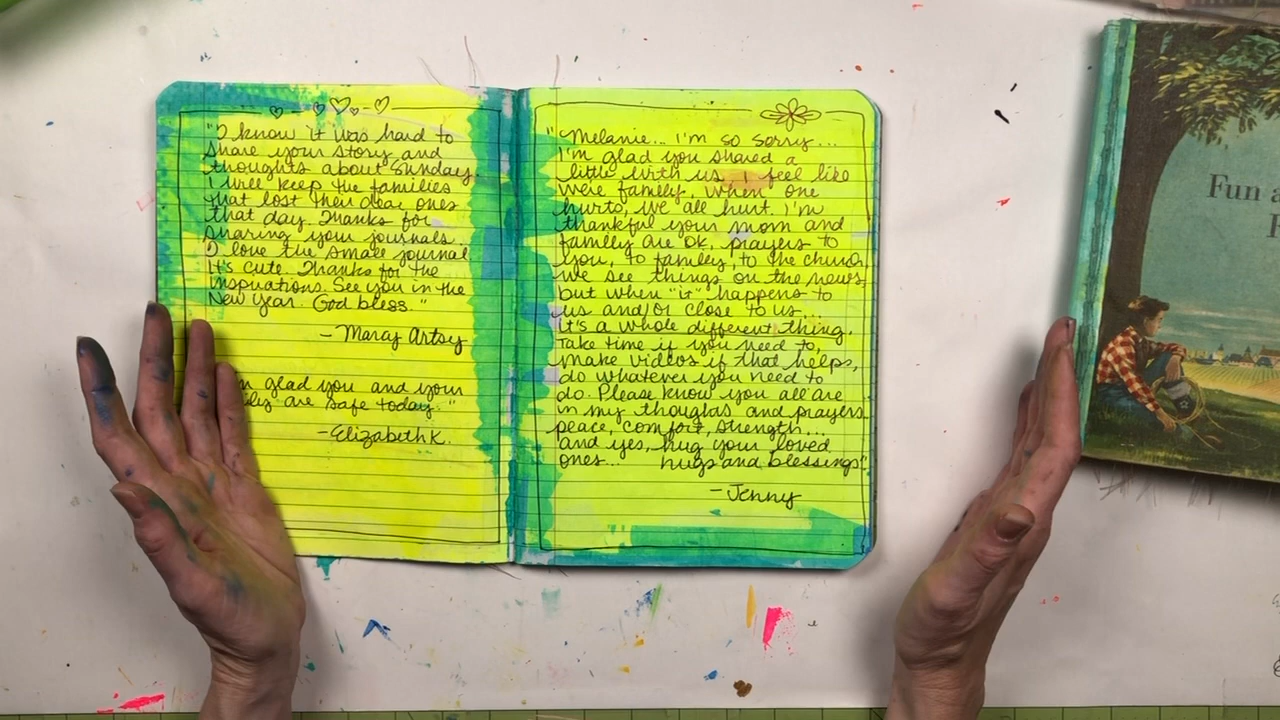 "I know it was hard to
share your story and
thoughts about Sunday.
I will keep the families
that lost their dear ones
that day. Thanks for
sharing your journals.
I love the small journal
It's cute. Thanks for the
inspirations. See you in the
New Year. God bless."
- Marcy Artsy
glad you and your
are safe today."
- Elizabeth K.
"Melanie... I'm so sorry...
I'm glad you shared a
little with us. I feel like
we're family, when one
hurts, we all hurt. I'm
thankful your mom and
family are ok, prayers to
you, to family, to the church
we see things on the news
but when "it" happens to
us and/or close to us...
it's a whole different thing.
Take time if you need to,
make videos if that helps,
do whatever you need to
do. Please know you all are
in my thoughts and prayers
peace, comfort, strength...
and yes, hug your loved
ones... hugs and blessings"
- Jenny
Fun